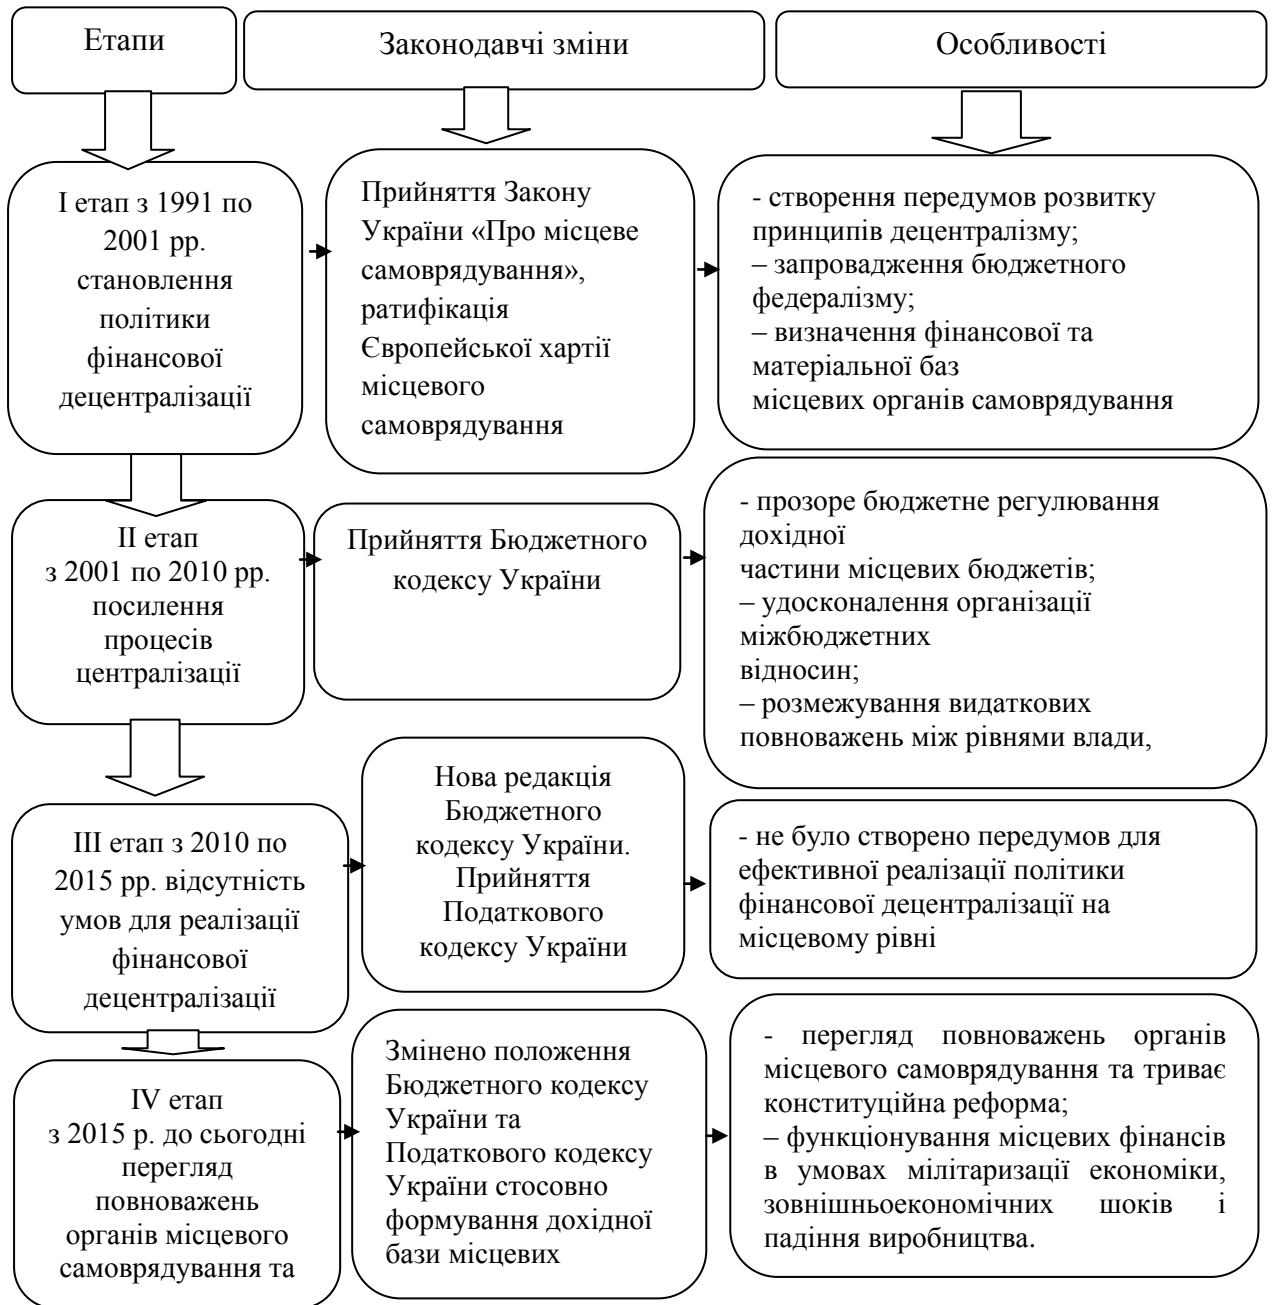 Етапи
Законодавчі зміни
Особливості
І етап з 1991 по
2001 рр.
становлення
політики
фінансової
децентралізації
Прийняття Закону
України «Про місцеве
самоврядування»,
ратифікація
Європейської хартії
місцевого
самоврядування
- створення передумов розвитку
принципів децентралізму;
– запровадження бюджетного
федералізму;
– визначення фінансової та
матеріальної баз
місцевих органів самоврядування
ІІ етап
з 2001 по 2010 рр.
посилення
процесів
централізації
Прийняття Бюджетного
кодексу України
- прозоре бюджетне регулювання
дохідної
частини місцевих бюджетів;
– удосконалення організації
міжбюджетних
відносин;
– розмежування видаткових
повноважень між рівнями влади,
ІІІ етап з 2010 по
2015 рр. відсутність
умов для реалізації
фінансової
децентралізації
Нова редакція
Бюджетного
кодексу України.
Прийняття
Податкового
кодексу України
- не було створено передумов для
ефективної реалізації політики
фінансової децентралізації на
місцевому рівні
IV етап
з 2015 р. до сьогодні
перегляд
повноважень
органів місцевого
самоврядування та
Змінено положення
Бюджетного кодексу
України та
Податкового кодексу
України стосовно
формування дохідної
бази місцевих
- перегляд повноважень органів
місцевого самоврядування та триває
конституційна реформа;
– функціонування місцевих фінансів
в умовах мілітаризації економіки,
зовнішньоекономічних шоків і
падіння виробництва.